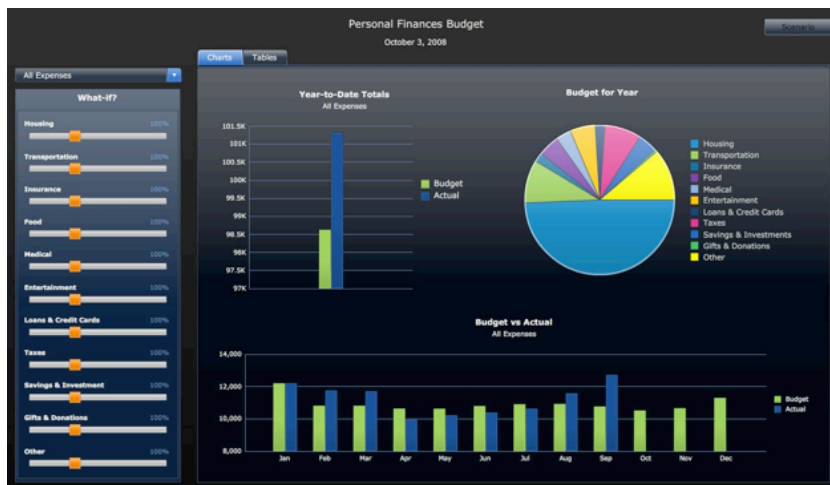 Personal Finances Budget
October 3, 2008
Scenario
Charts Tables
All Expenses
What-if?
Housing 100%
Transportation 100%
Insurance 100%
Food 100%
Medical 100%
Entertainment 100%
Loans & Credit Cards 100%
Taxes 100%
Savings & Investment 100%
Gifts & Donations 100%
Other 100%
Year-to-Date Totals
All Expenses
101.5K
101K
100.5K
100K
99.5K
99K
98.5K
98K
97.5K
97K
Budget
Actual
Budget for Year
Housing
Transportation
Insurance
Food
Medical
Entertainment
Loans & Credit Cards
Taxes
Savings & Investments
Gifts & Donations
Other
Budget vs Actual
All Expenses
14,000
12,000
10,000
8,000
Jan Feb Mar Apr May Jun Jul Aug Sep Oct Nov Dec
Budget
Actual